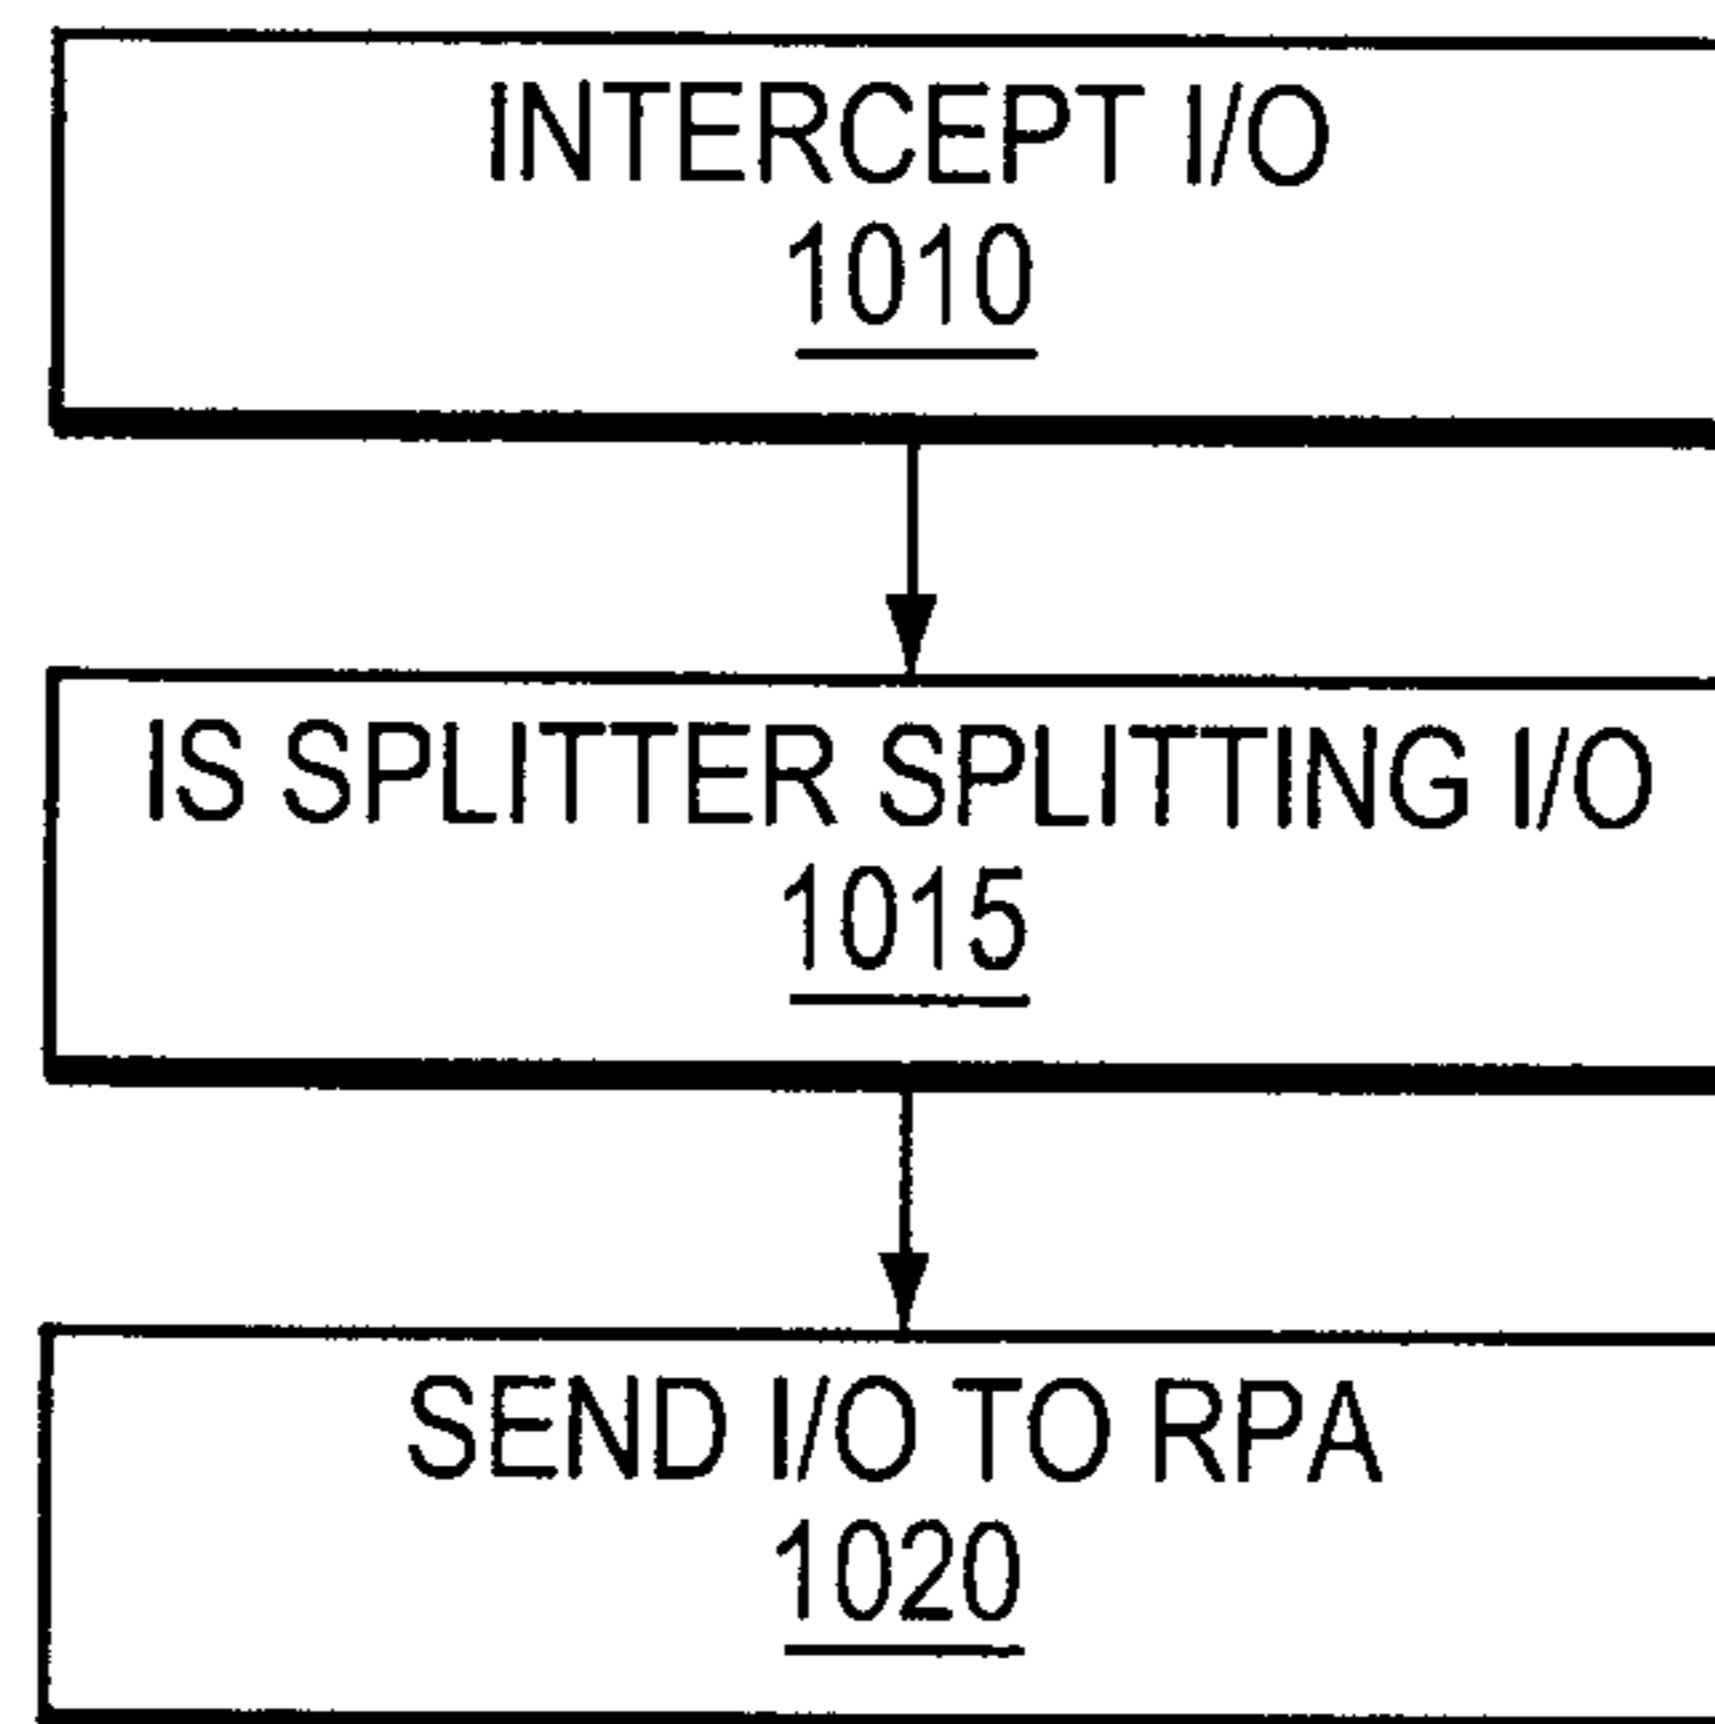 INTERCEPT I/O
1010
IS SPLITTER SPLITTING I/O
1015
SEND I/O TO RPA
1020